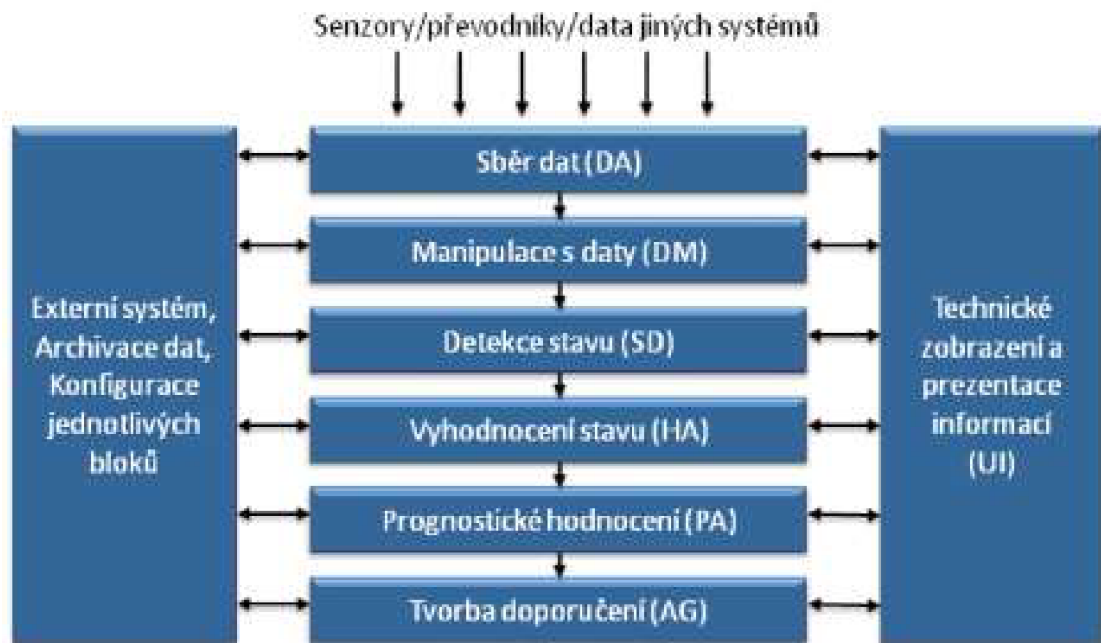 Senzory/převodníky/data jiných systémů
Sběr dat (DA)
Manipulace s daty (DM)
Detekce stavu (SD)
Vyhodnocení stavu (HA)
Prognostické hodnocení (PA)
Tvorba doporučení (AG)
Externí systém,
Archivace dat,
Konfigurace
jednotlivých
bloků
Technické
zobrazení a
prezentace
informací
(UI)